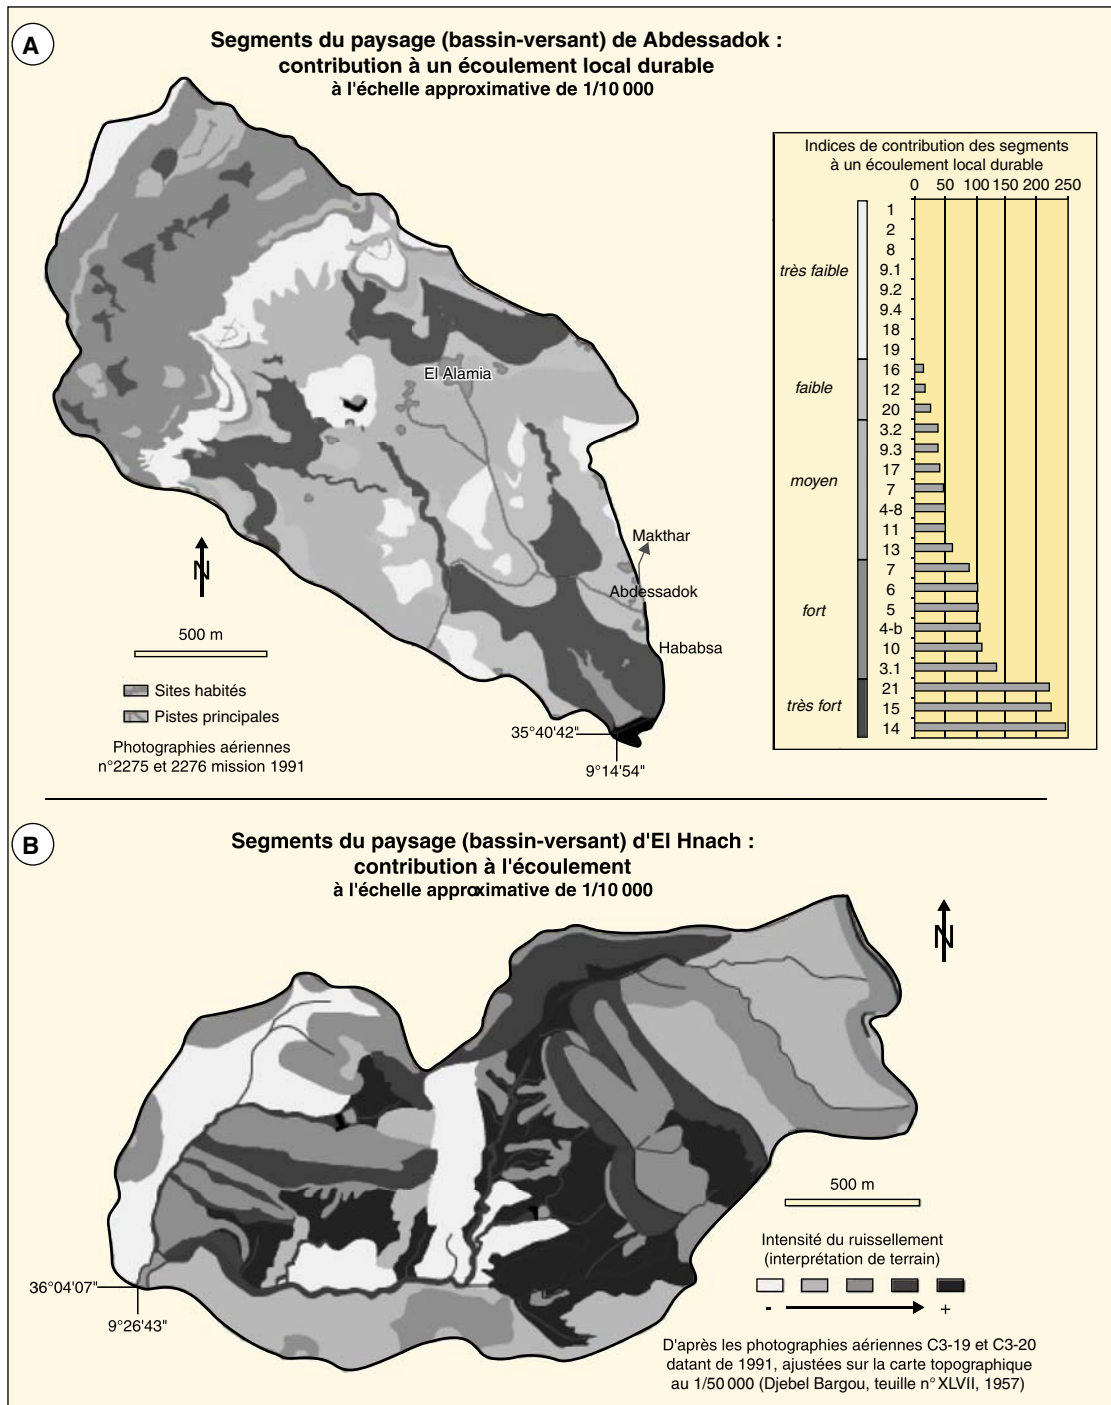 A
Segments du paysage (bassin-versant) de Abdessadok :
contribution à un écoulement local durable
à l'échelle approximative de 1/10 000
Indices de contribution des segments
à un écoulement local durable
0 50 100 150 200 250
très faible
1
2
8
9.1
9.2
9.4
18
19
faible
16
12
20
moyen
3.2
9.3
17
7
4-8
11
13
fort
7
6
5
4-b
10
3.1
très fort
21
15
14
El Alamia
Makthar
Abdessadok
Hababsa
N
500 m
Sites habités
Pistes principales
Photographies aériennes
n°2275 et 2276 mission 1991
35°40'42"
9°14'54"
B
Segments du paysage (bassin-versant) d'El Hnach :
contribution à l'écoulement
à l'échelle approximative de 1/10 000
N
500 m
Intensité du ruissellement
(interprétation de terrain)
- +
36°04'07"
9°26'43"
D'après les photographies aériennes C3-19 et C3-20
datant de 1991, ajustées sur la carte topographique
au 1/50 000 (Djebel Bargou, teuille n° XLVII, 1957)